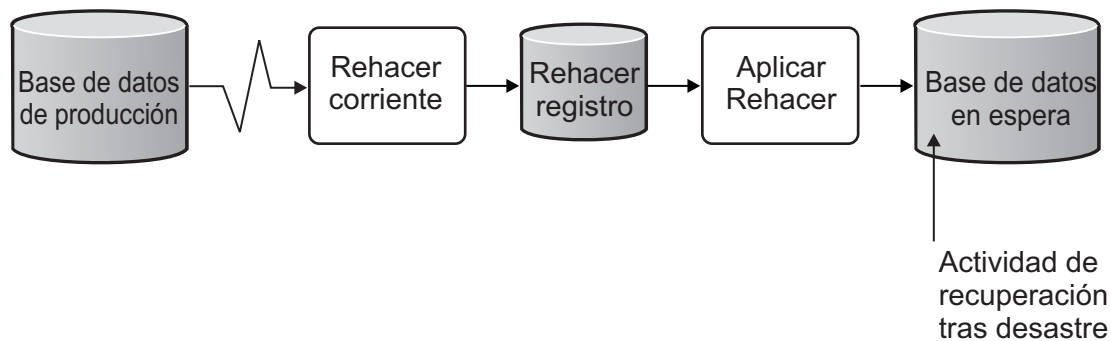 Base de datos
de producción
Rehacer
corriente
Rehacer
registro
Aplicar
Rehacer
Base de datos
en espera
Actividad de
recuperación
tras desastre